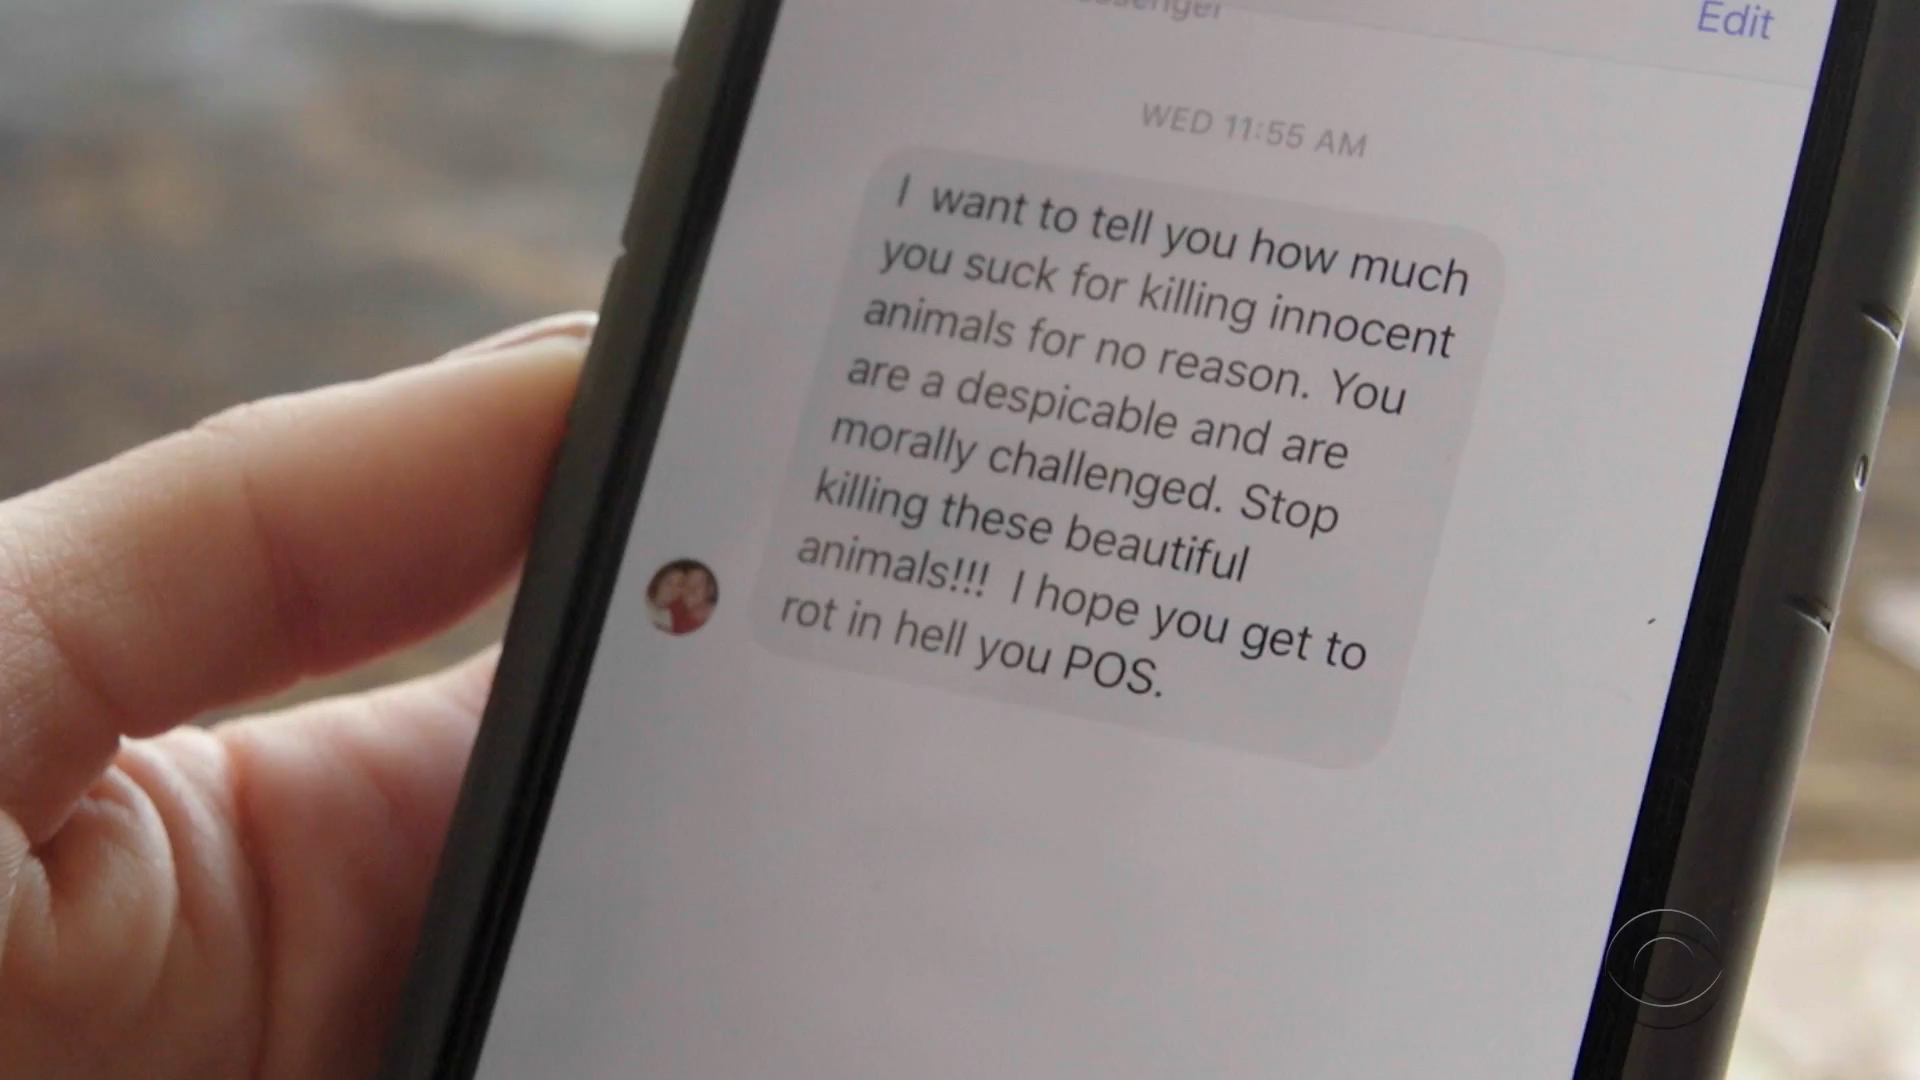 Edit
WED 11:55 AM
I want to tell you how much
you suck for killing innocent
animals for no reason. You
are a despicable and are
morally challenged. Stop
killing these beautiful
animals!!! I hope you get to
rot in hell you POS.